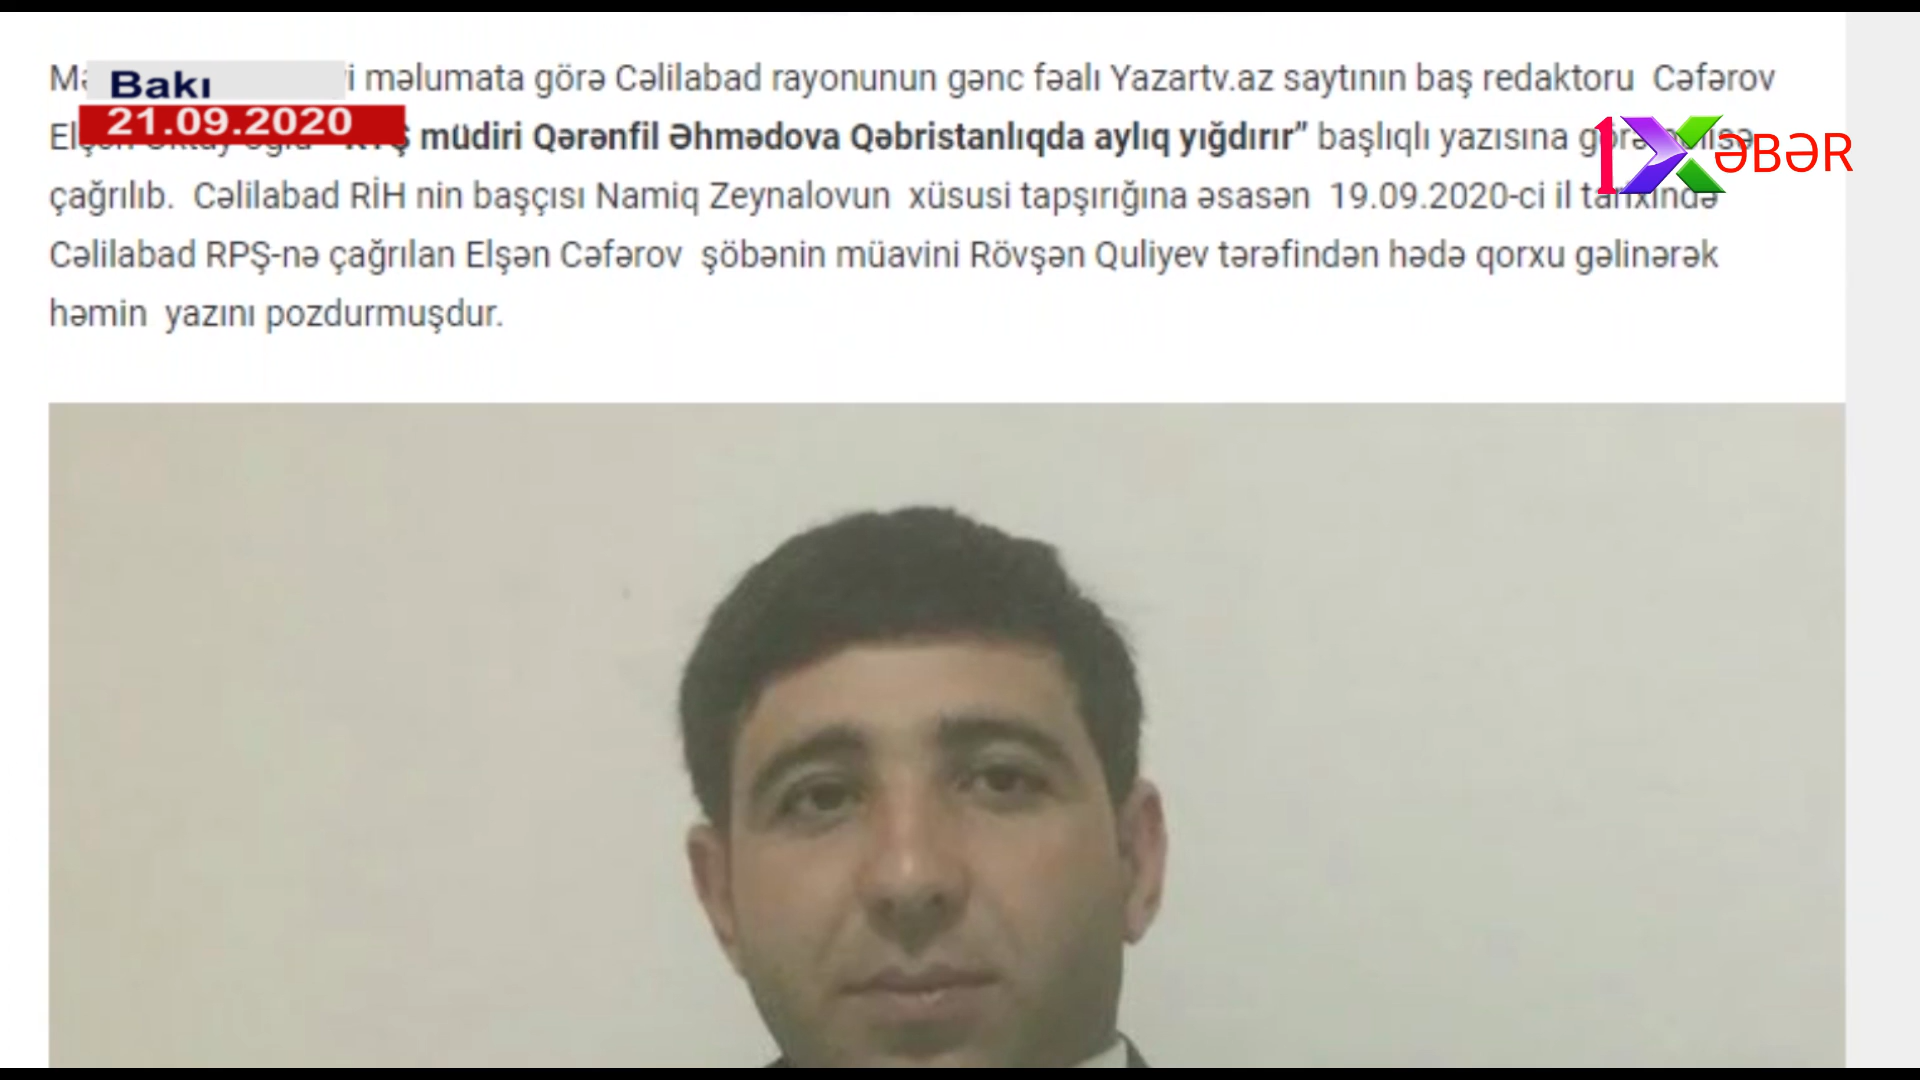 məlumata görə Cəlilabad rayonunun gənc fəalı Yazartv.az saytının baş redaktoru Cəfərov
müdiri Qərənfil Əhmədova Qəbristanlıqda aylıq yığdırır” başlıqlı yazısına
çağrılıb. Cəlilabad RİH nin başçısı Namiq Zeynalovun xüsusi tapşırığına əsasən 19.09.2020-ci il tarixində
Cəlilabad RPŞ-nə çağrılan Elşən Cəfərov şöbənin müavini Rövşən Quliyev tərəfindən hədə qorxu gəlinərək
həmin yazını pozdurmuşdur.
Bakı
21.09.2020
1XƏBƏR